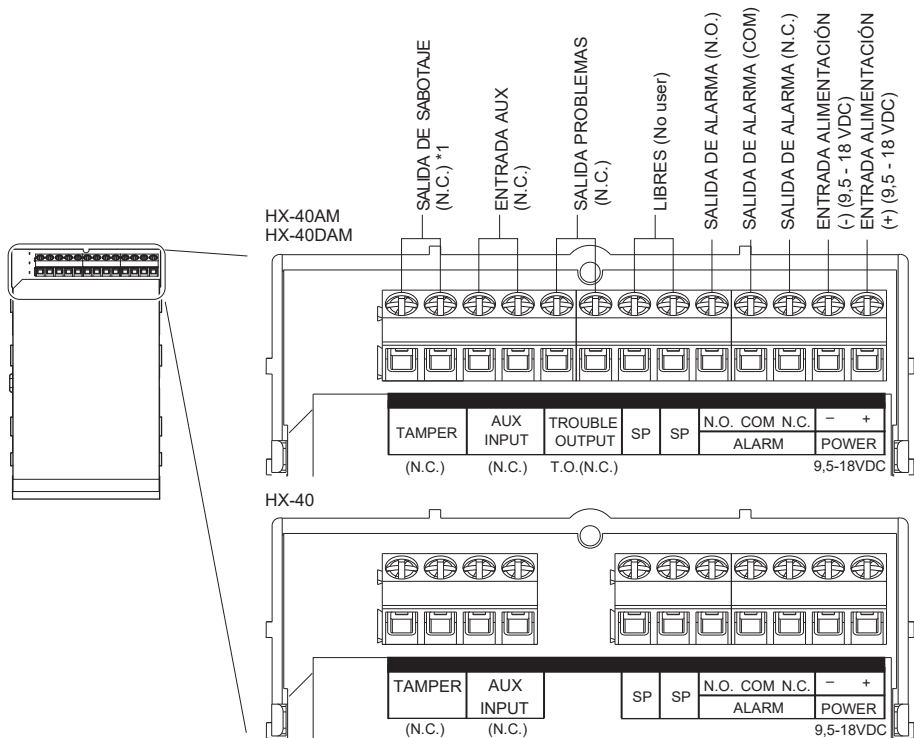 SALIDA DE SABOTAJE
(N.C.) *1
ENTRADA AUX
(N.C.)
SALIDA PROBLEMAS
(N.C.)
LIBRES (No user)
SALIDA DE ALARMA (N.O.)
SALIDA DE ALARMA (COM)
SALIDA DE ALARMA (N.C.)
ENTRADA ALIMENTACIÓN
(-) (9,5 - 18 VDC)
ENTRADA ALIMENTACIÓN
(+) (9,5 - 18 VDC)
HX-40AM
HX-40DAM
TAMPER
(N.C.)
AUX
INPUT
(N.C.)
TROUBLE
OUTPUT
T.O.(N.C.)
SP
SP
N.O. COM N.C.
ALARM
− +
POWER
9,5-18VDC
HX-40
TAMPER
(N.C.)
AUX
INPUT
(N.C.)
SP
SP
N.O. COM N.C.
ALARM
− +
POWER
9,5-18VDC